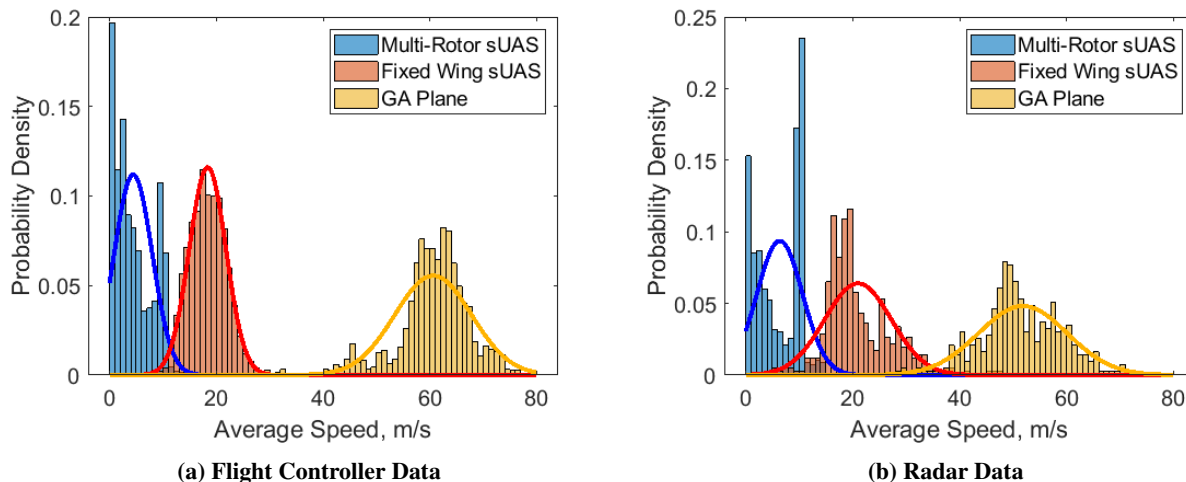 0.2
0.15
0.1
0.05
0
Probability Density
0 20 40 60 80
Average Speed, m/s
Multi-Rotor sUAS
Fixed Wing sUAS
GA Plane
(a) Flight Controller Data
0.25
0.2
0.15
0.1
0.05
0
Probability Density
0 20 40 60 80
Average Speed, m/s
Multi-Rotor sUAS
Fixed Wing sUAS
GA Plane
(b) Radar Data